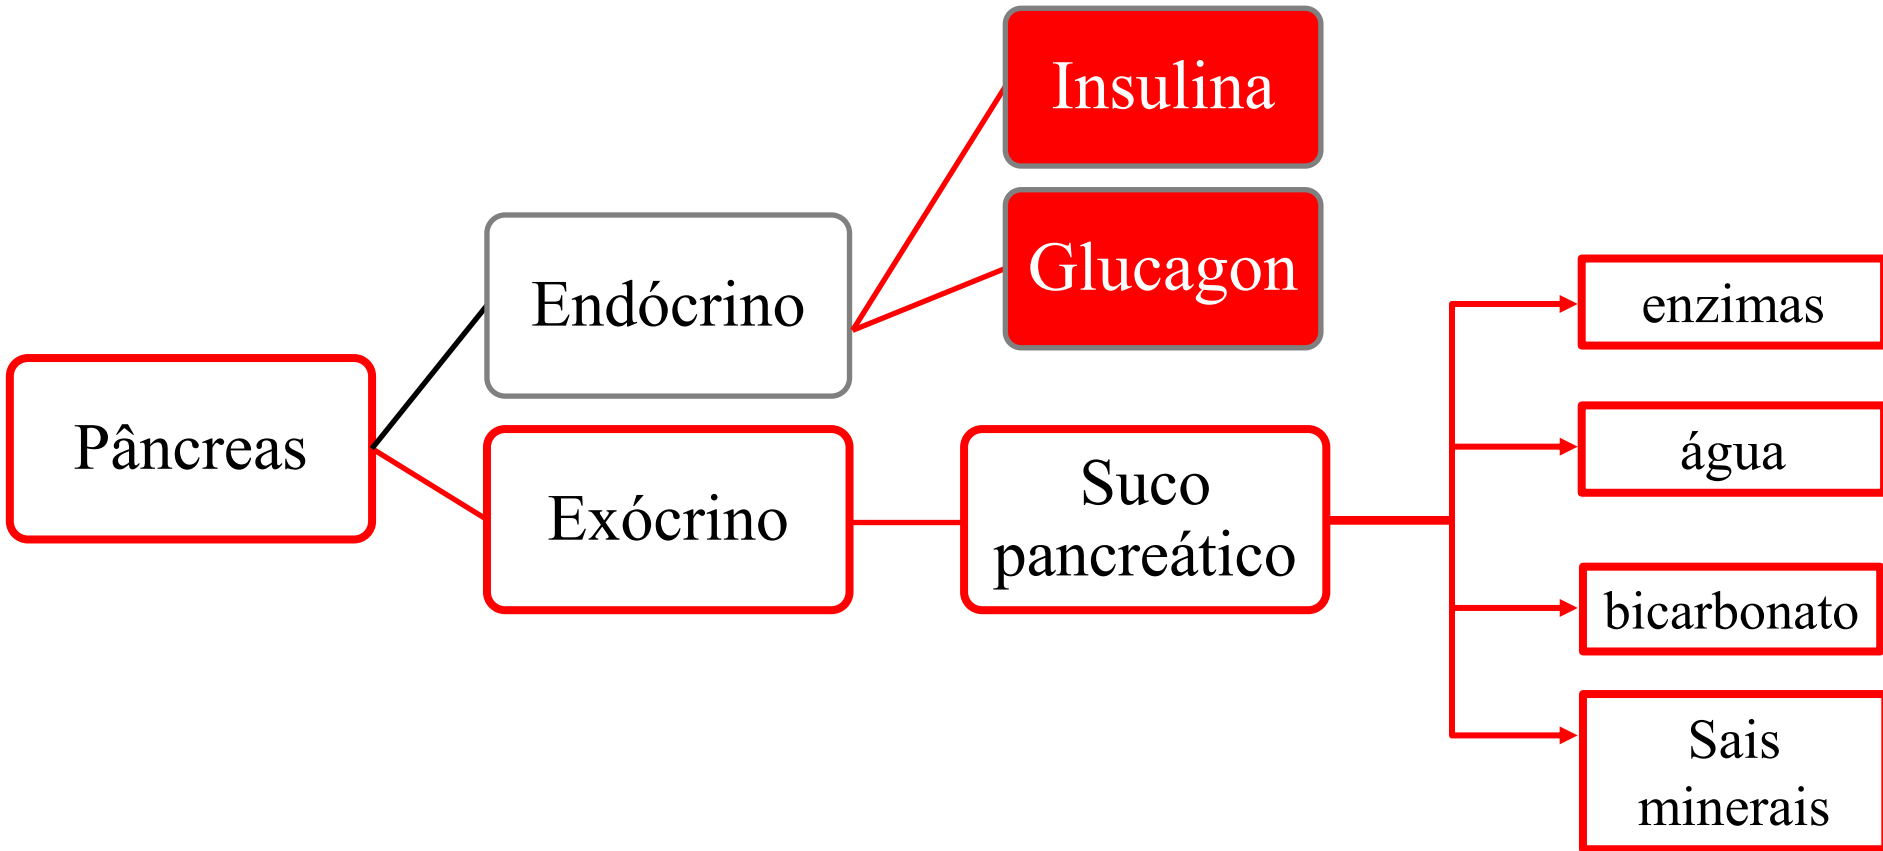 Insulina
Glucagon
Endócrino
Pâncreas
Exócrino
Suco
pancreático
enzimas
água
bicarbonato
Sais
minerais